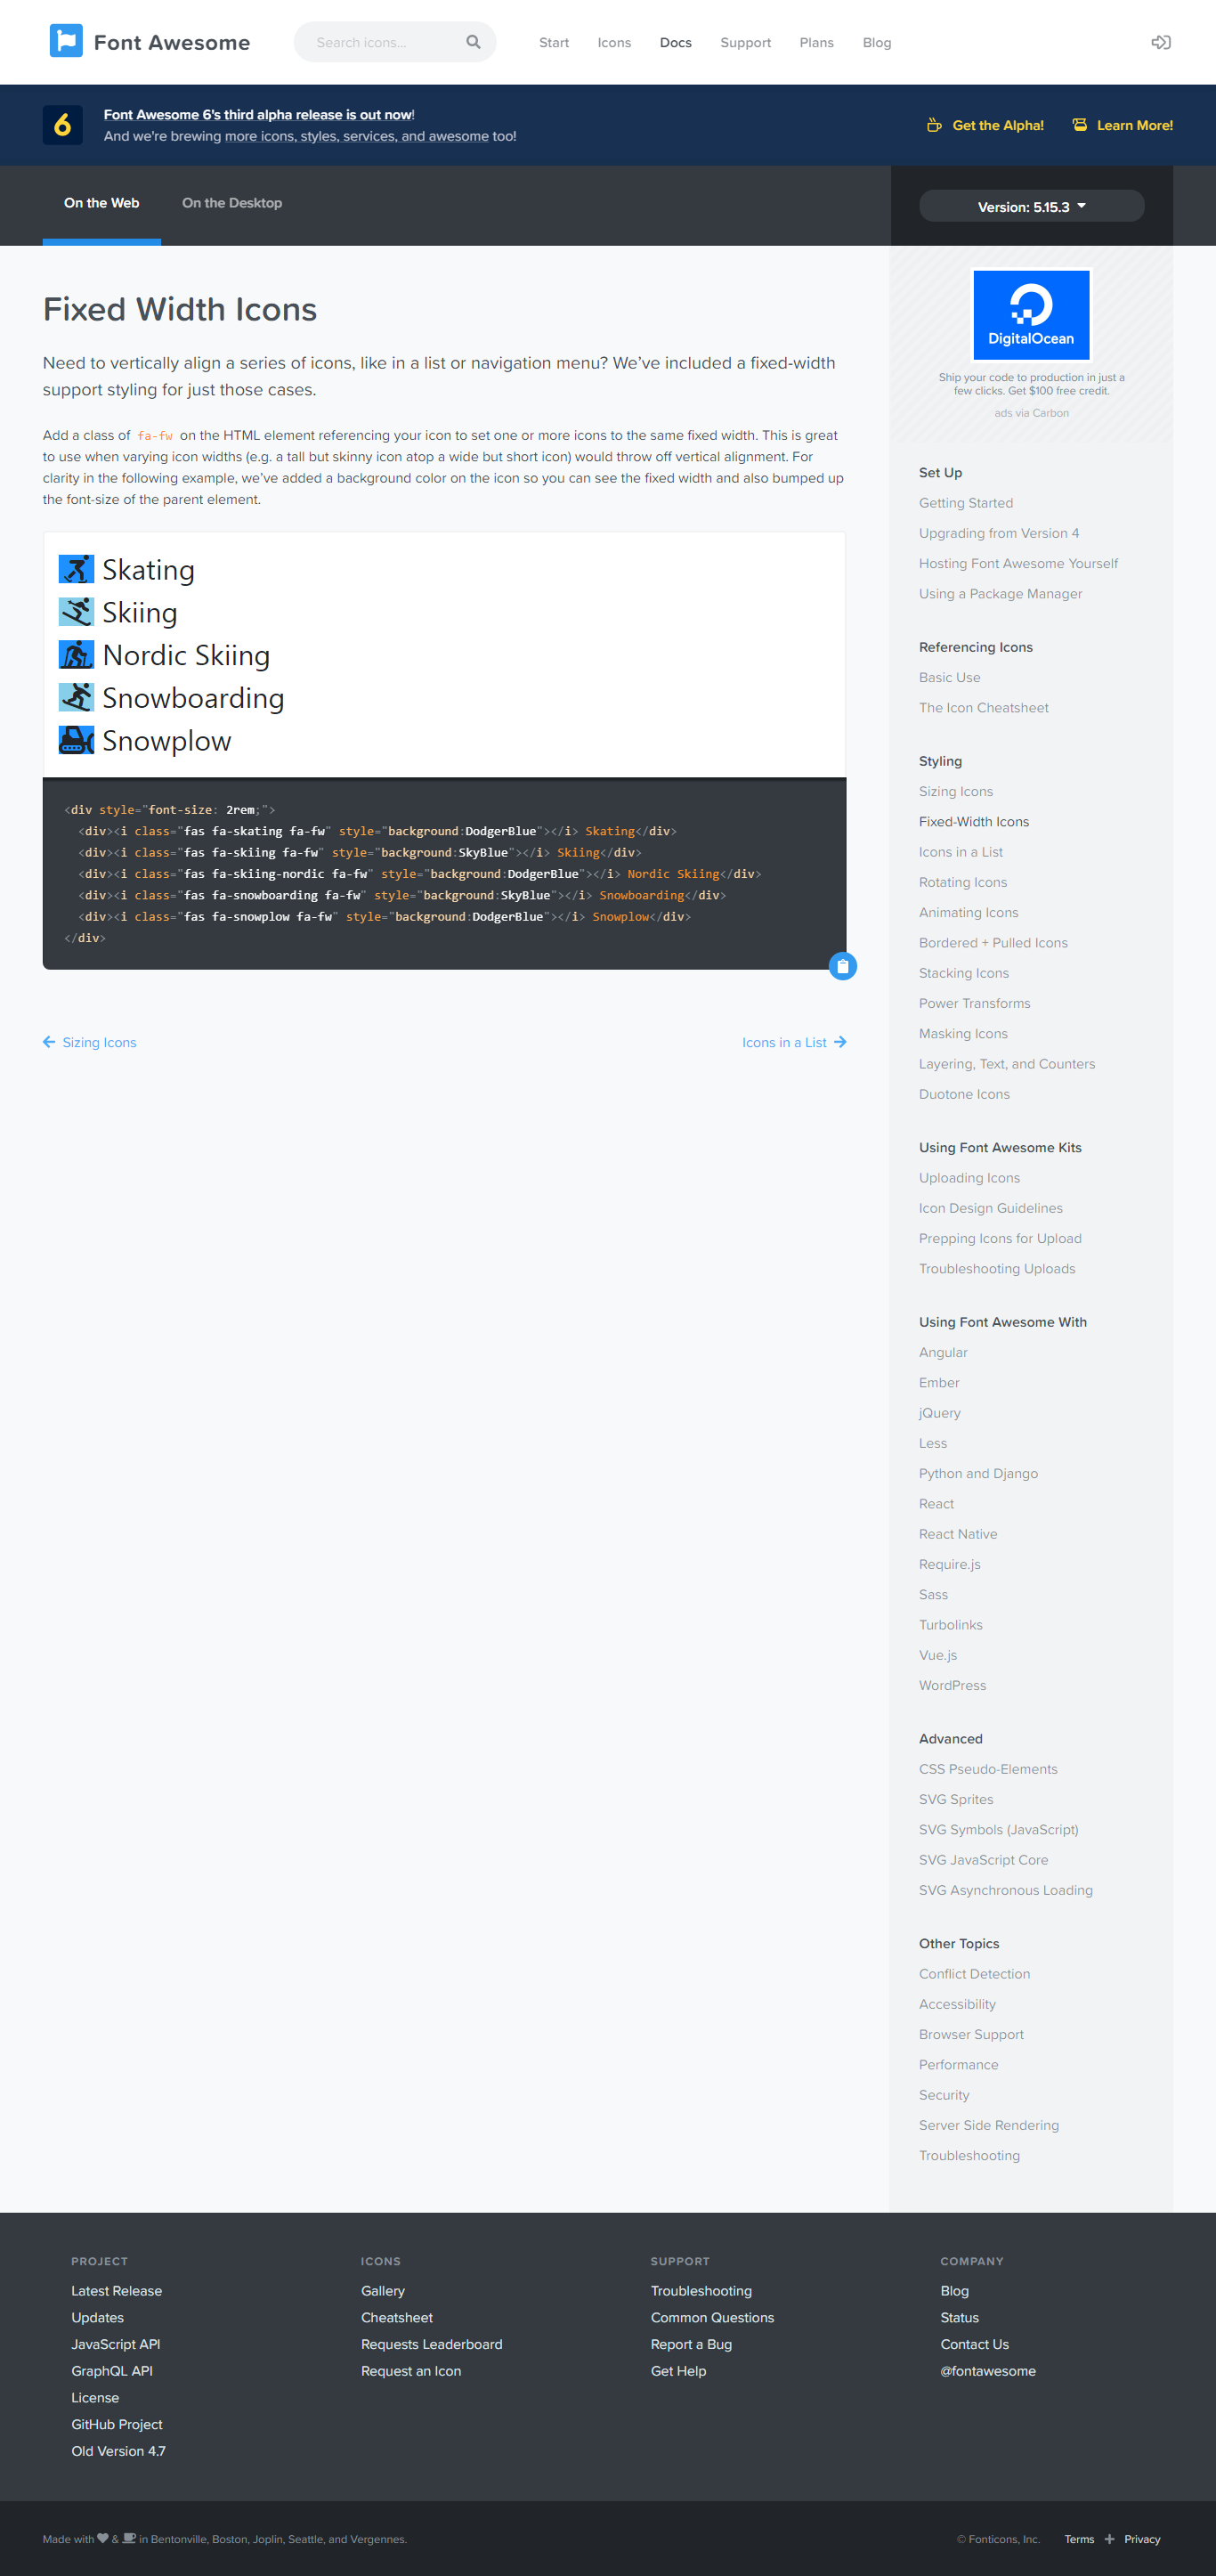 Font Awesome
Search icons...
Start Icons Docs Support Plans Blog
6
Font Awesome 6's third alpha release is out now!
And we're brewing more icons, styles, services, and awesome too!
Get the Alpha! Learn More!
On the Web On the Desktop
Version: 5.15.3
Fixed Width Icons
Need to vertically align a series of icons, like in a list or navigation menu? We’ve included a fixed-width
support styling for just those cases.
Add a class of fa-fw on the HTML element referencing your icon to set one or more icons to the same fixed width. This is great
to use when varying icon widths (e.g. a tall but skinny icon atop a wide but short icon) would throw off vertical alignment. For
clarity in the following example, we’ve added a background color on the icon so you can see the fixed width and also bumped up
the font-size of the parent element.
Skating
Skiing
Nordic Skiing
Snowboarding
Snowplow
<div style="font-size: 2rem;">
<div><i class="fas fa-skating fa-fw" style="background:DodgerBlue"></i> Skating</div>
<div><i class="fas fa-skiing fa-fw" style="background:SkyBlue"></i> Skiing</div>
<div><i class="fas fa-skiing-nordic fa-fw" style="background:DodgerBlue"></i> Nordic Skiing</div>
<div><i class="fas fa-snowboarding fa-fw" style="background:SkyBlue"></i> Snowboarding</div>
<div><i class="fas fa-snowplow fa-fw" style="background:DodgerBlue"></i> Snowplow</div>
</div>
Sizing Icons
Icons in a List
DigitalOcean
Ship your code to production in just a
few clicks. Get $100 free credit.
ads via Carbon
Set Up
Getting Started
Upgrading from Version 4
Hosting Font Awesome Yourself
Using a Package Manager
Referencing Icons
Basic Use
The Icon Cheatsheet
Styling
Sizing Icons
Fixed-Width Icons
Icons in a List
Rotating Icons
Animating Icons
Bordered + Pulled Icons
Stacking Icons
Power Transforms
Masking Icons
Layering, Text, and Counters
Duotone Icons
Using Font Awesome Kits
Uploading Icons
Icon Design Guidelines
Prepping Icons for Upload
Troubleshooting Uploads
Using Font Awesome With
Angular
Ember
jQuery
Less
Python and Django
React
React Native
Require.js
Sass
Turbolinks
Vue.js
WordPress
Advanced
CSS Pseudo-Elements
SVG Sprites
SVG Symbols (JavaScript)
SVG JavaScript Core
SVG Asynchronous Loading
Other Topics
Conflict Detection
Accessibility
Browser Support
Performance
Security
Server Side Rendering
Troubleshooting
PROJECT
Latest Release
Updates
JavaScript API
GraphQL API
License
GitHub Project
Old Version 4.7
ICONS
Gallery
Cheatsheet
Requests Leaderboard
Request an Icon
SUPPORT
Troubleshooting
Common Questions
Report a Bug
Get Help
COMPANY
Blog
Status
Contact Us
@fontawesome
Made with & in Bentonville, Boston, Joplin, Seattle, and Vergennes.
© Fonticons, Inc. Terms Privacy